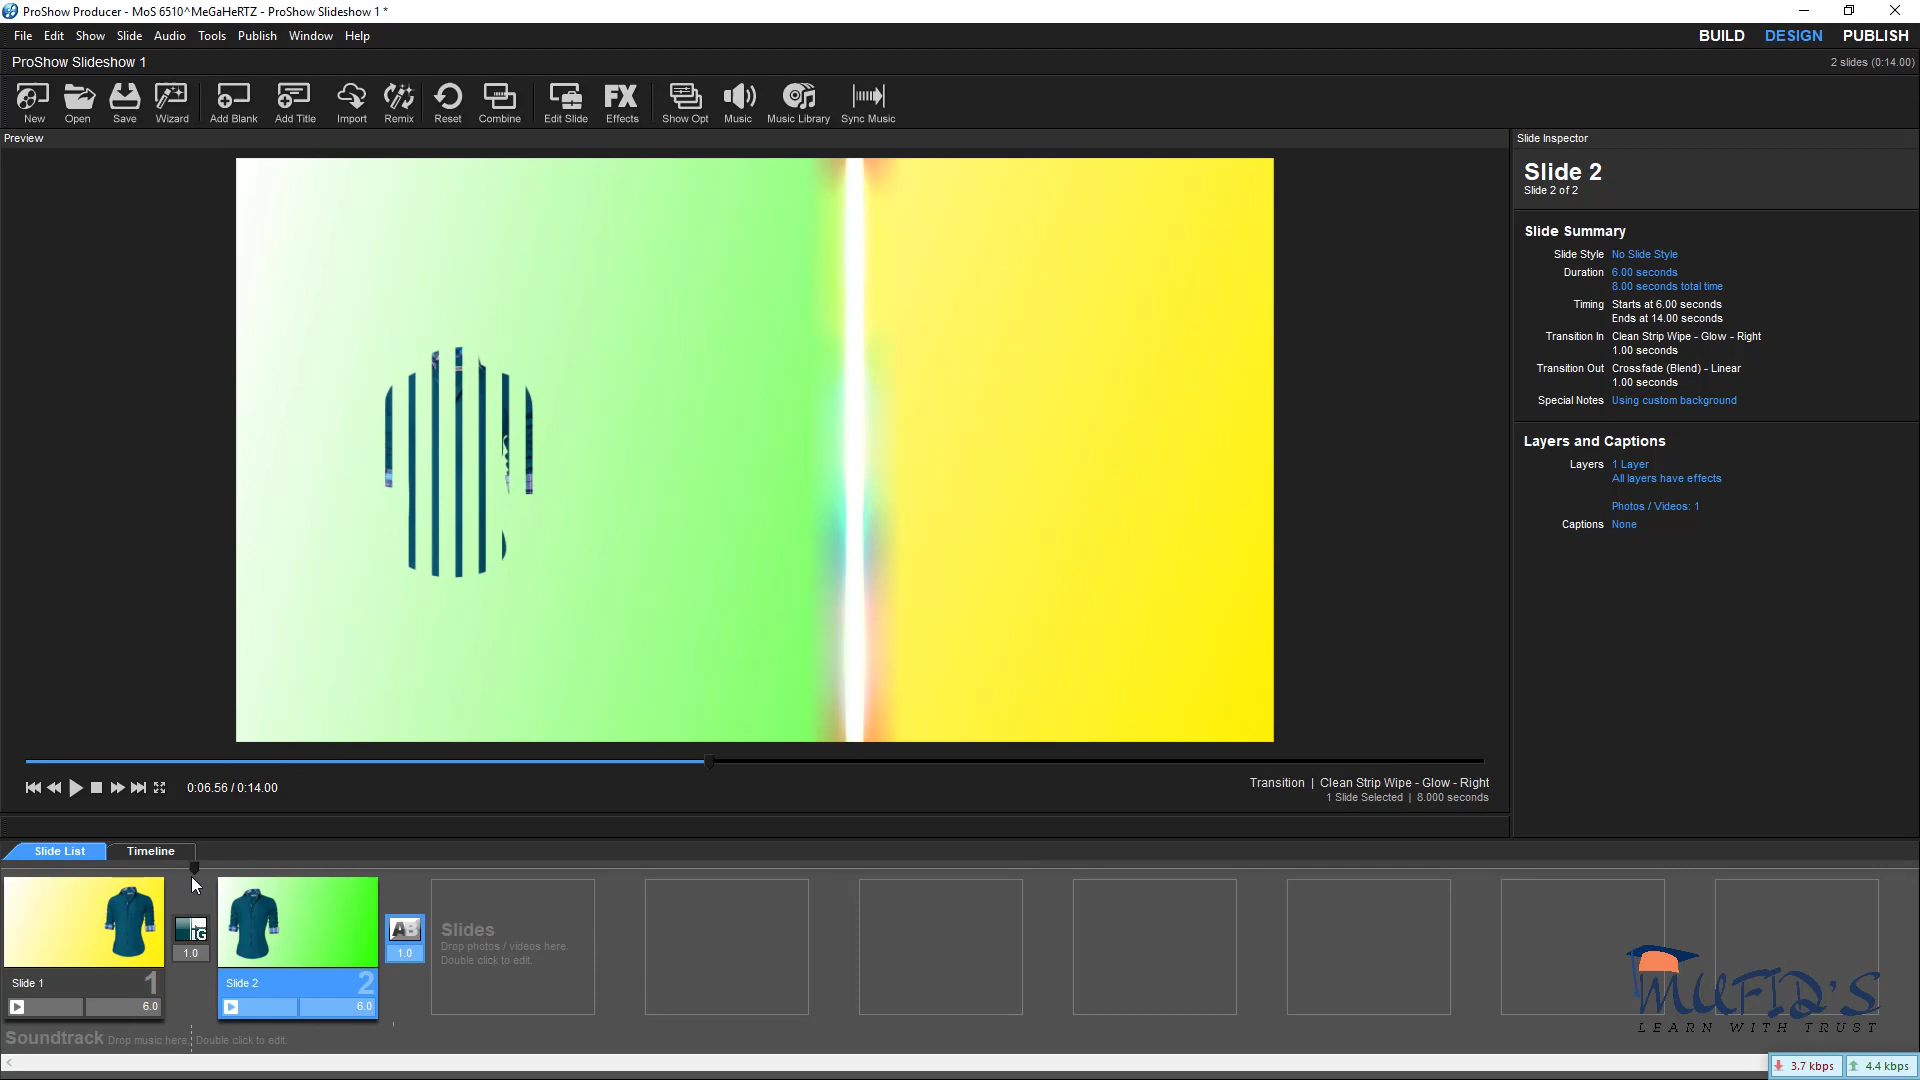 ProShow Producer - MoS 6510^MeGaHeRTZ - ProShow Slideshow 1 *
File Edit Show Slide Audio Tools Publish Window Help
BUILD DESIGN PUBLISH
ProShow Slideshow 1
2 slides (0:14.00)
New Open Save Wizard Add Blank Add Title Import Remix Reset Combine Edit Slide Effects Show Opt Music Music Library Sync Music
FX
Preview
Slide Inspector
Slide 2
Slide 2 of 2
Slide Summary
Slide Style No Slide Style
Duration 6.00 seconds
8.00 seconds total time
Timing Starts at 6.00 seconds
Ends at 14.00 seconds
Transition In Clean Strip Wipe - Glow - Right
1.00 seconds
Transition Out Crossfade (Blend) - Linear
1.00 seconds
Special Notes Using custom background
Layers and Captions
Layers 1 Layer
All layers have effects
Photos / Videos: 1
Captions None
0:06.56 / 0:14.00
Transition | Clean Strip Wipe - Glow - Right
1 Slide Selected | 8.000 seconds
Slide List Timeline
G
1.0
AB
1.0
Slides
Drop photos / videos here.
Double click to edit.
Slide 1 1
6.0
Slide 2 2
6.0
Soundtrack Drop music here. Double click to edit.
MUFID'S
LEARN WITH TRUST
3.7 kbps 4.4 kbps